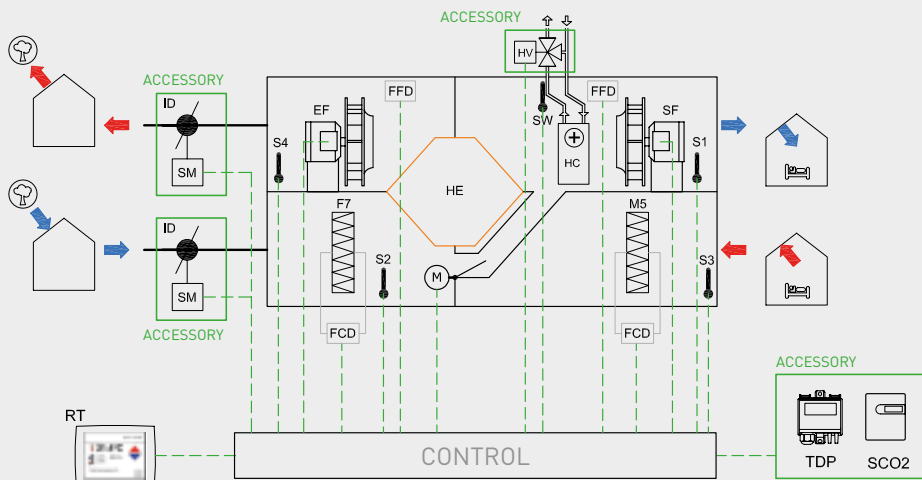 ACCESSORY
HV
ACCESSORY
ID
SM
EF
FFD
SW
FFD
SF
S4
HC
S1
HE
ID
SM
ACCESSORY
F7
S2
M
M5
S3
FCD
FCD
RT
CONTROL
ACCESSORY
TDP
SCO2